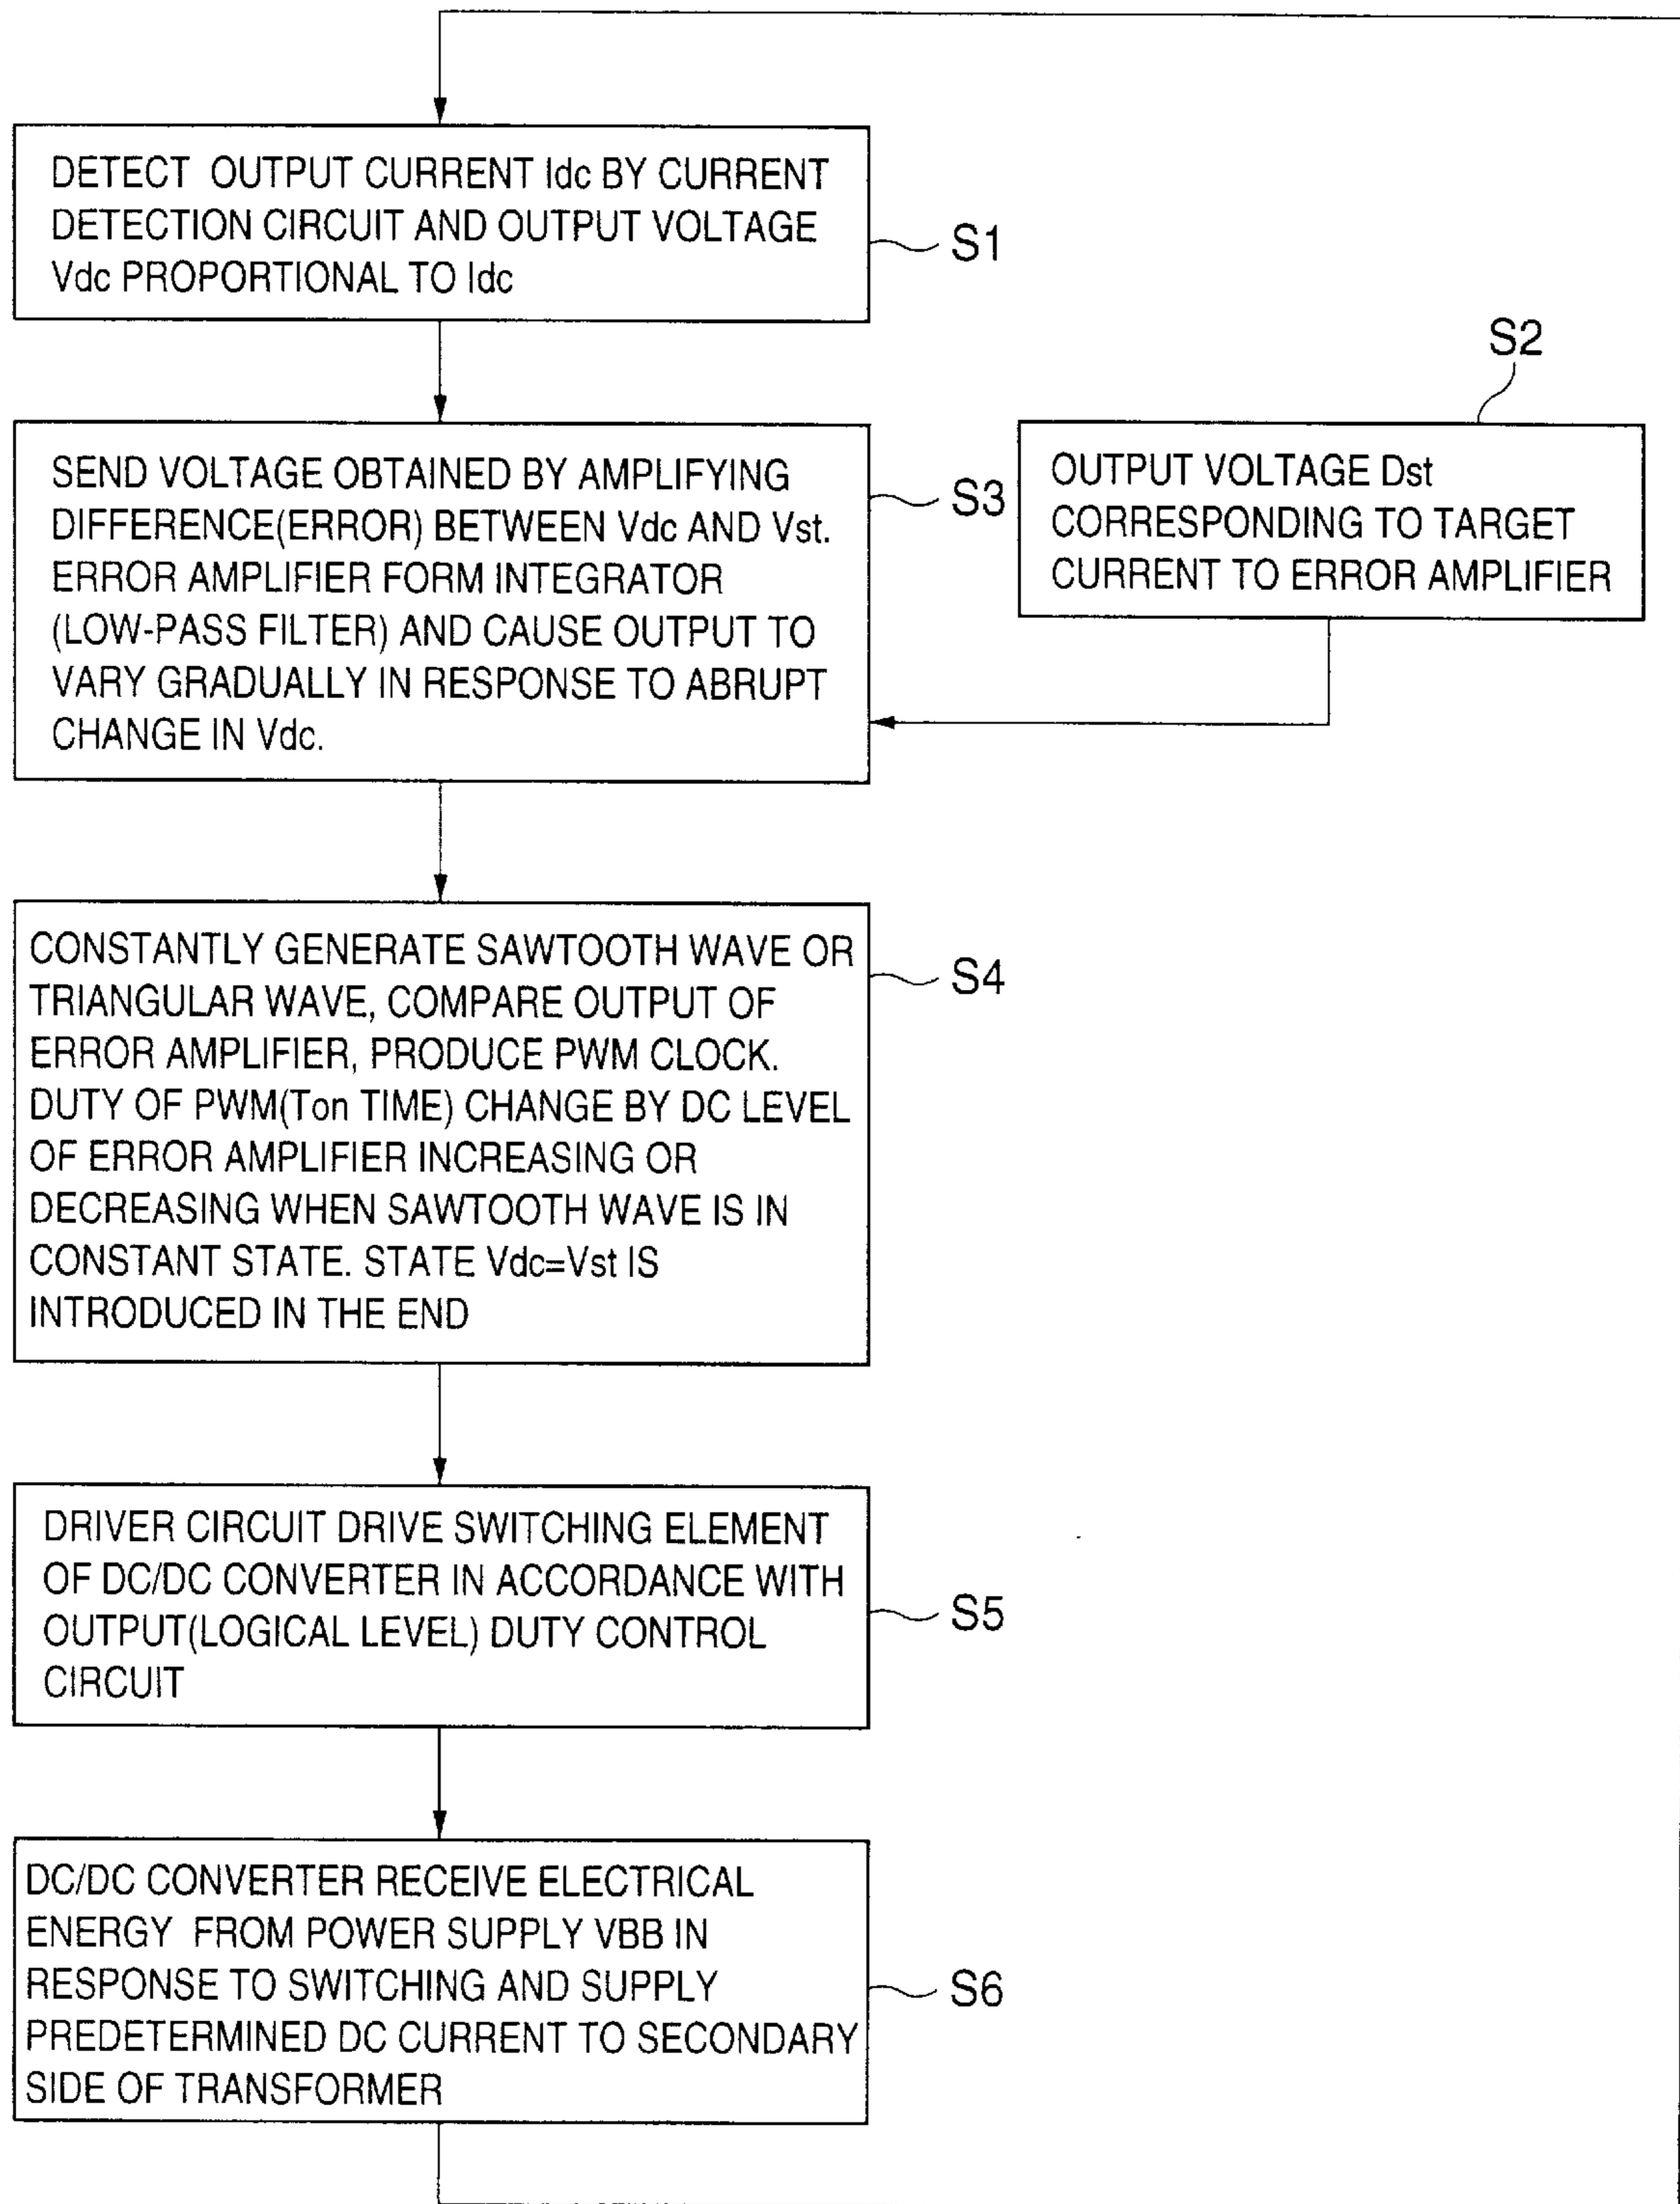 DETECT OUTPUT CURRENT Idc BY CURRENT
DETECTION CIRCUIT AND OUTPUT VOLTAGE
Vdc PROPORTIONAL TO Idc
S1
S2
OUTPUT VOLTAGE Dst
CORRESPONDING TO TARGET
CURRENT TO ERROR AMPLIFIER
SEND VOLTAGE OBTAINED BY AMPLIFYING
DIFFERENCE(ERROR) BETWEEN Vdc AND Vst.
ERROR AMPLIFIER FORM INTEGRATOR
(LOW-PASS FILTER) AND CAUSE OUTPUT TO
VARY GRADUALLY IN RESPONSE TO ABRUPT
CHANGE IN Vdc.
S3
CONSTANTLY GENERATE SAWTOOTH WAVE OR
TRIANGULAR WAVE, COMPARE OUTPUT OF
ERROR AMPLIFIER, PRODUCE PWM CLOCK.
DUTY OF PWM(Ton TIME) CHANGE BY DC LEVEL
OF ERROR AMPLIFIER INCREASING OR
DECREASING WHEN SAWTOOTH WAVE IS IN
CONSTANT STATE. STATE Vdc=Vst IS
INTRODUCED IN THE END
S4
DRIVER CIRCUIT DRIVE SWITCHING ELEMENT
OF DC/DC CONVERTER IN ACCORDANCE WITH
OUTPUT(LOGICAL LEVEL) DUTY CONTROL
CIRCUIT
S5
DC/DC CONVERTER RECEIVE ELECTRICAL
ENERGY FROM POWER SUPPLY VBB IN
RESPONSE TO SWITCHING AND SUPPLY
PREDETERMINED DC CURRENT TO SECONDARY
SIDE OF TRANSFORMER
S6